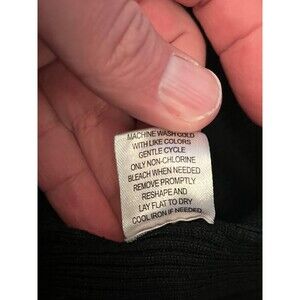 MACHINE WASH COLD
WITH LIKE COLORS
GENTLE CYCLE
ONLY NON-CHLORINE
BLEACH WHEN NEEDED
REMOVE PROMPTLY
RESHAPE AND
LAY FLAT TO DRY
COOL IRON IF NEEDED